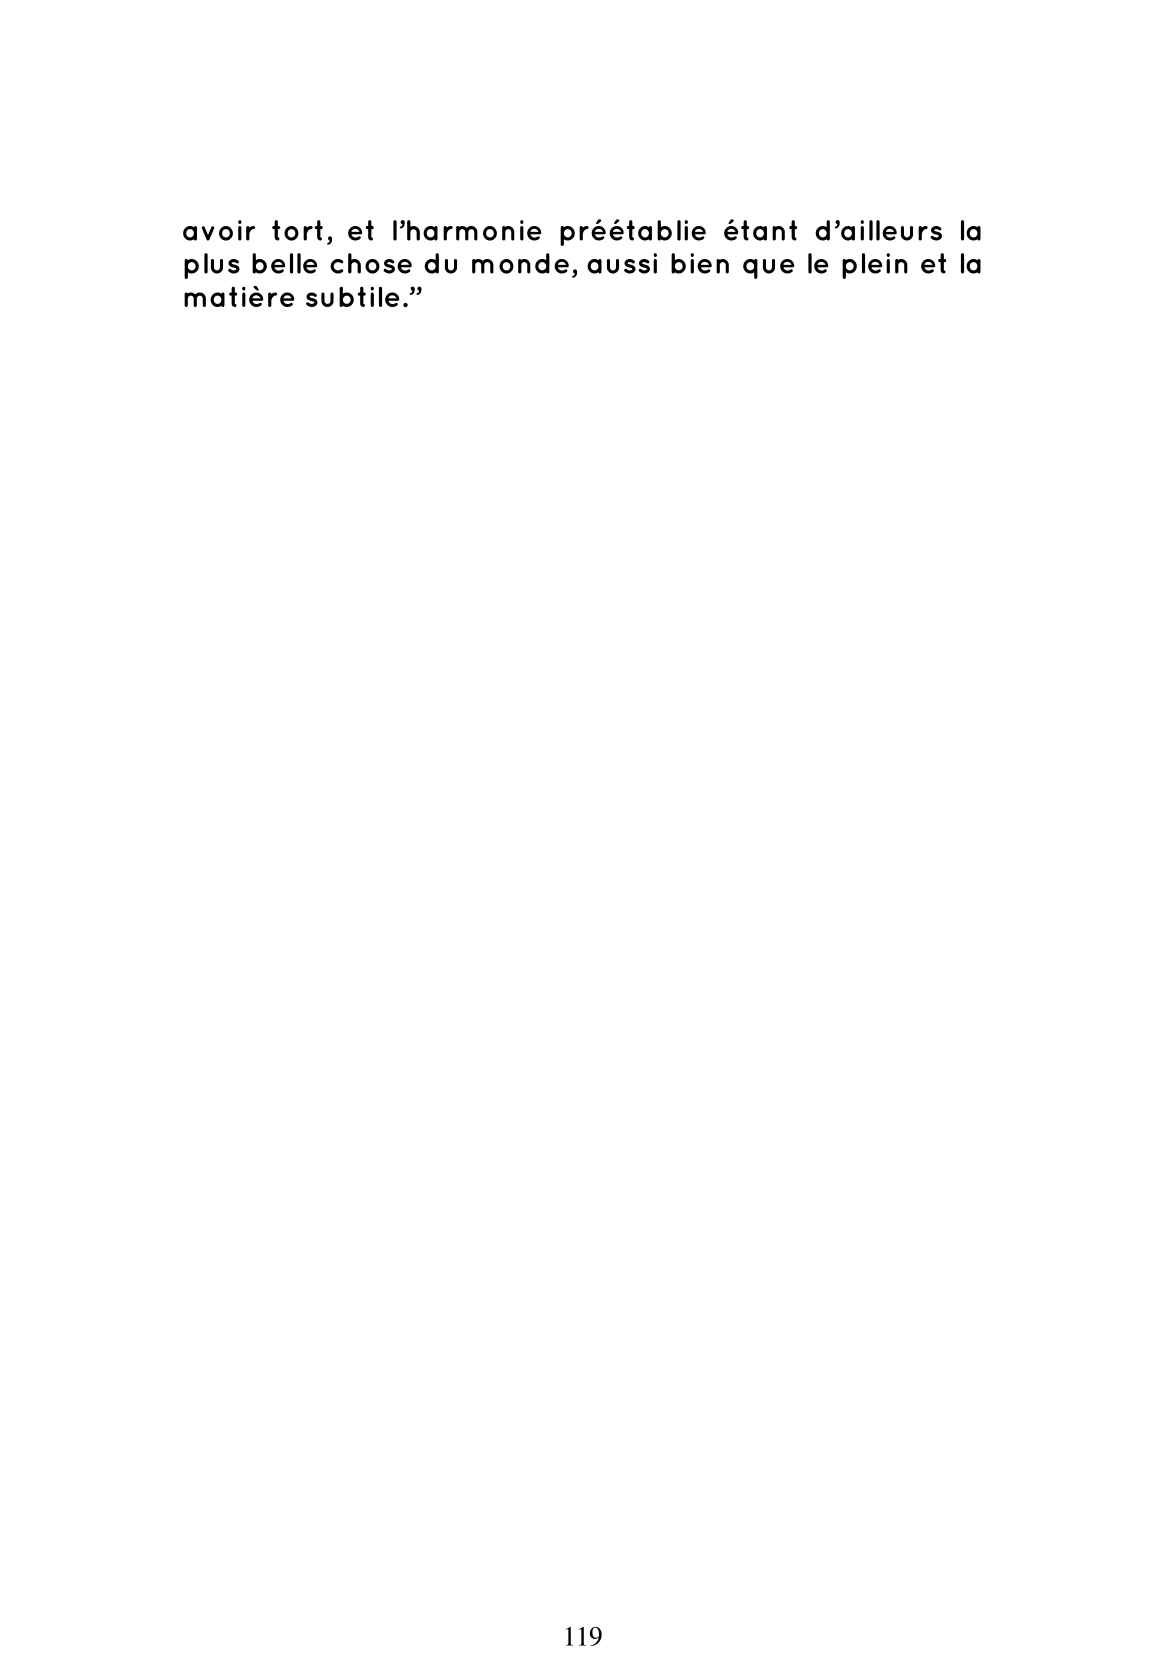 avoir tort, et l’harmonie préétablie étant d’ailleurs la
plus belle chose du monde, aussi bien que le plein et la
matière subtile.”
119